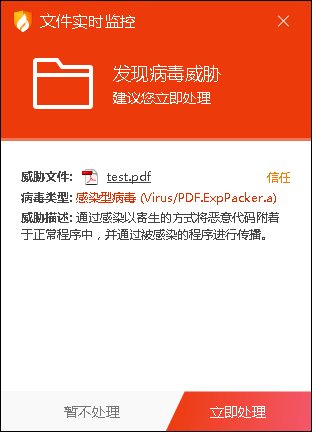 文件实时监控
发现病毒威胁
建议您立即处理
威胁文件: test.pdf 信任
病毒类型: 感染型病毒 (Virus/PDF.ExpPacker.a)
威胁描述: 通过感染以寄生的方式将恶意代码附着
于正常程序中，并通过被感染的程序进行传播。
暂不处理 立即处理